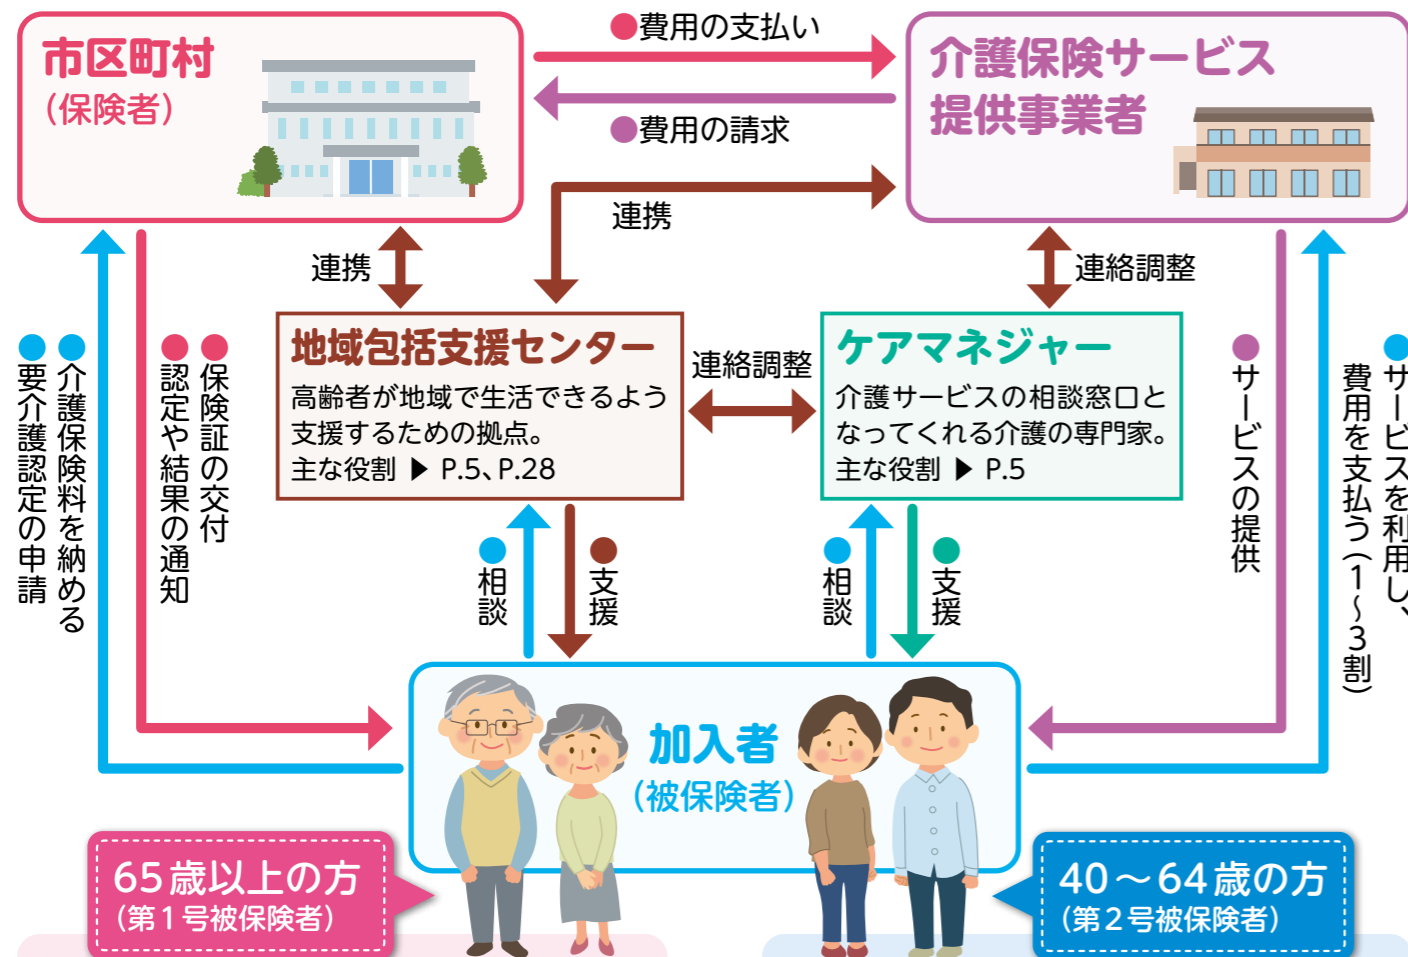 市区町村
（保険者）
●費用の支払い
●費用の請求
介護保険サービス
提供事業者
連携
連携
連絡調整
地域包括支援センター
高齢者が地域で生活できるよう
支援するための拠点。
主な役割 ▶ P.5、P.28
連絡調整
ケアマネジャー
介護サービスの相談窓口と
なってくれる介護の専門家。
主な役割 ▶ P.5
●介護保険料を納める
●要介護認定の申請
●保険証の交付
●認定や結果の通知
●相談
●支援
●相談
●支援
●サービスの提供
●サービスを利用し、
費用を支払う（1～3割）
加入者
（被保険者）
65歳以上の方
（第1号被保険者）
40～64歳の方
（第2号被保険者）